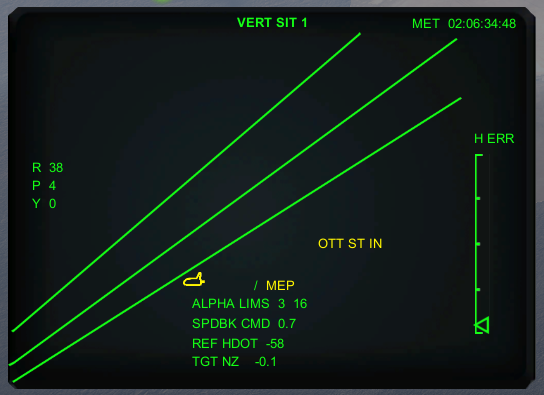 VERT SIT 1
MET 02:06:34:48
H ERR
R 38
P 4
Y 0
OTT ST IN
/ MEP
ALPHA LIMS 3 16
SPDBK CMD 0.7
REF HDOT -58
TGT NZ -0.1